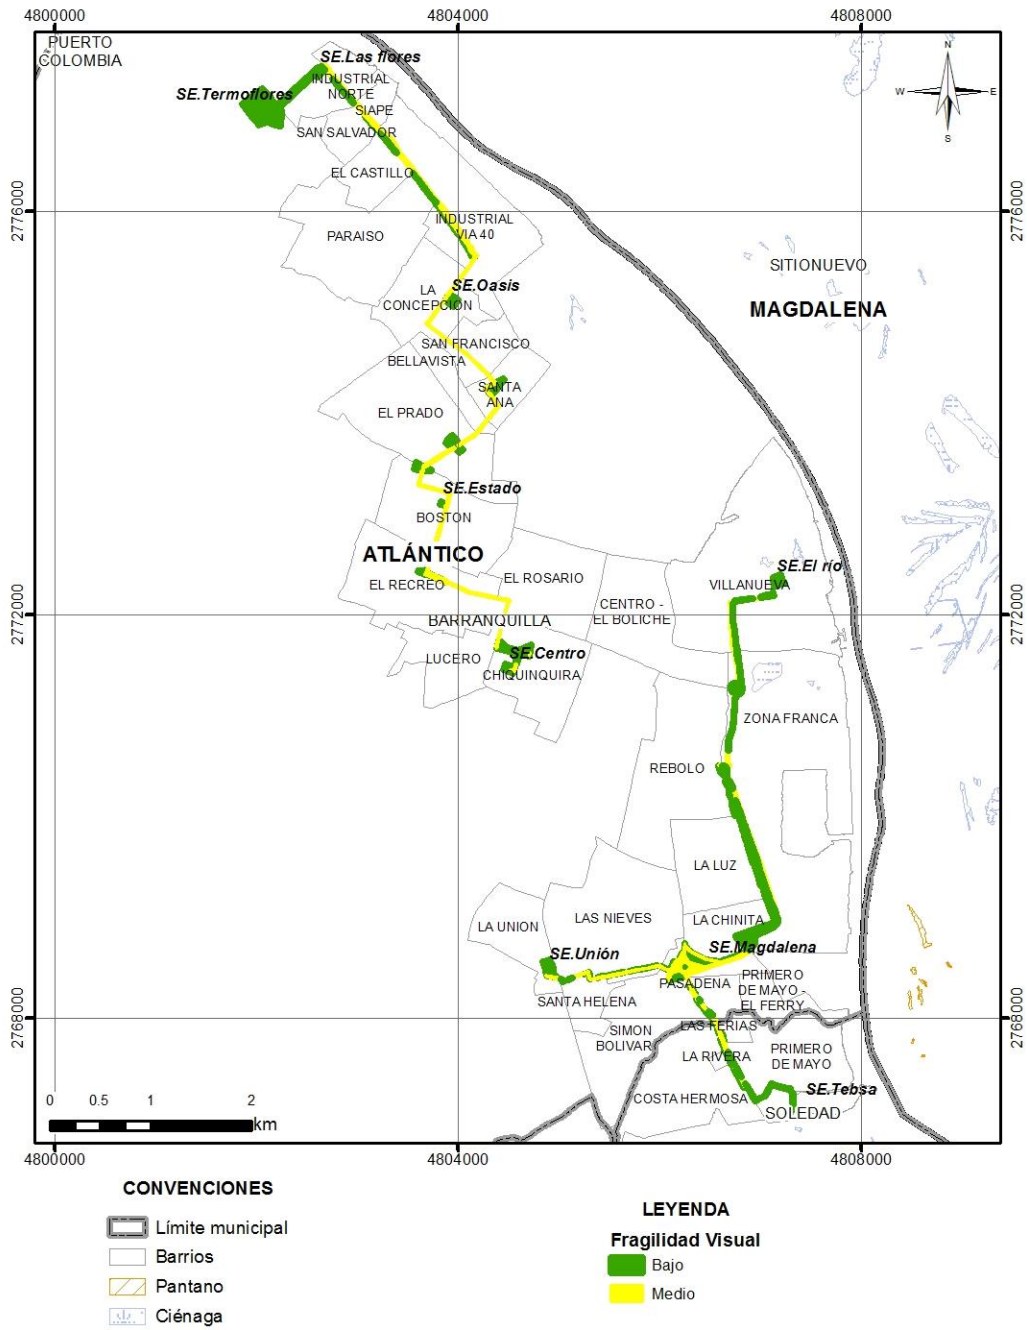 4800000
4804000
4808000
PUERTO
COLOMBIA
SE.Las flores
INDUSTRIAL
NORTE
SE.Termoflores
SIAPE
SAN SALVADOR
EL CASTILLO
N
W
E
S
2776000
2776000
INDUSTRIAL
VIA 40
PARAISO
SITIONUEVO
SE.Oasis
LA
CONCEPCIÓN
MAGDALENA
SAN FRANCISCO
BELLAVISTA
SANTA
ANA
EL PRADO
SE.Estado
BOSTON
ATLÁNTICO
EL RECREO
EL ROSARIO
SE.El río
VILLANUEVA
CENTRO -
EL BOLICHE
2772000
2772000
BARRANQUILLA
LUCERO
SE.Centro
CHIQUINQUIRA
ZONA FRANCA
REBOLO
LA LUZ
LA UNION
LAS NIEVES
LA CHINITA
SE.Unión
SE.Magdalena
PASADENA
PRIMERO
DE MAYO -
EL FERRY
SANTA HELENA
2768000
2768000
SIMON
BOLIVAR
LAS FERIAS
LA RIVERA
PRIMERO
DE MAYO
COSTA HERMOSA
SE.Tebsa
SOLEDAD
0 0.5 1 2
km
4800000
4804000
4808000
CONVENCIONES
Límite municipal
Barrios
Pantano
Ciénaga
LEYENDA
Fragilidad Visual
Bajo
Medio